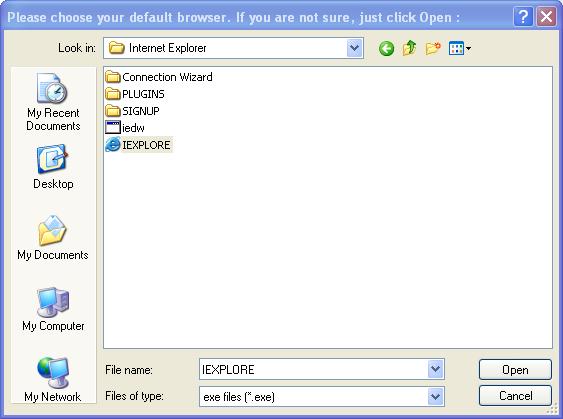 Please choose your default browser. If you are not sure, just click Open :
Look in: Internet Explorer
My Recent
Documents
Desktop
My Documents
My Computer
My Network
Connection Wizard
PLUGINS
SIGNUP
iedw
IEXPLORE
File name: IEXPLORE Open
Files of type: exe files (*.exe) Cancel